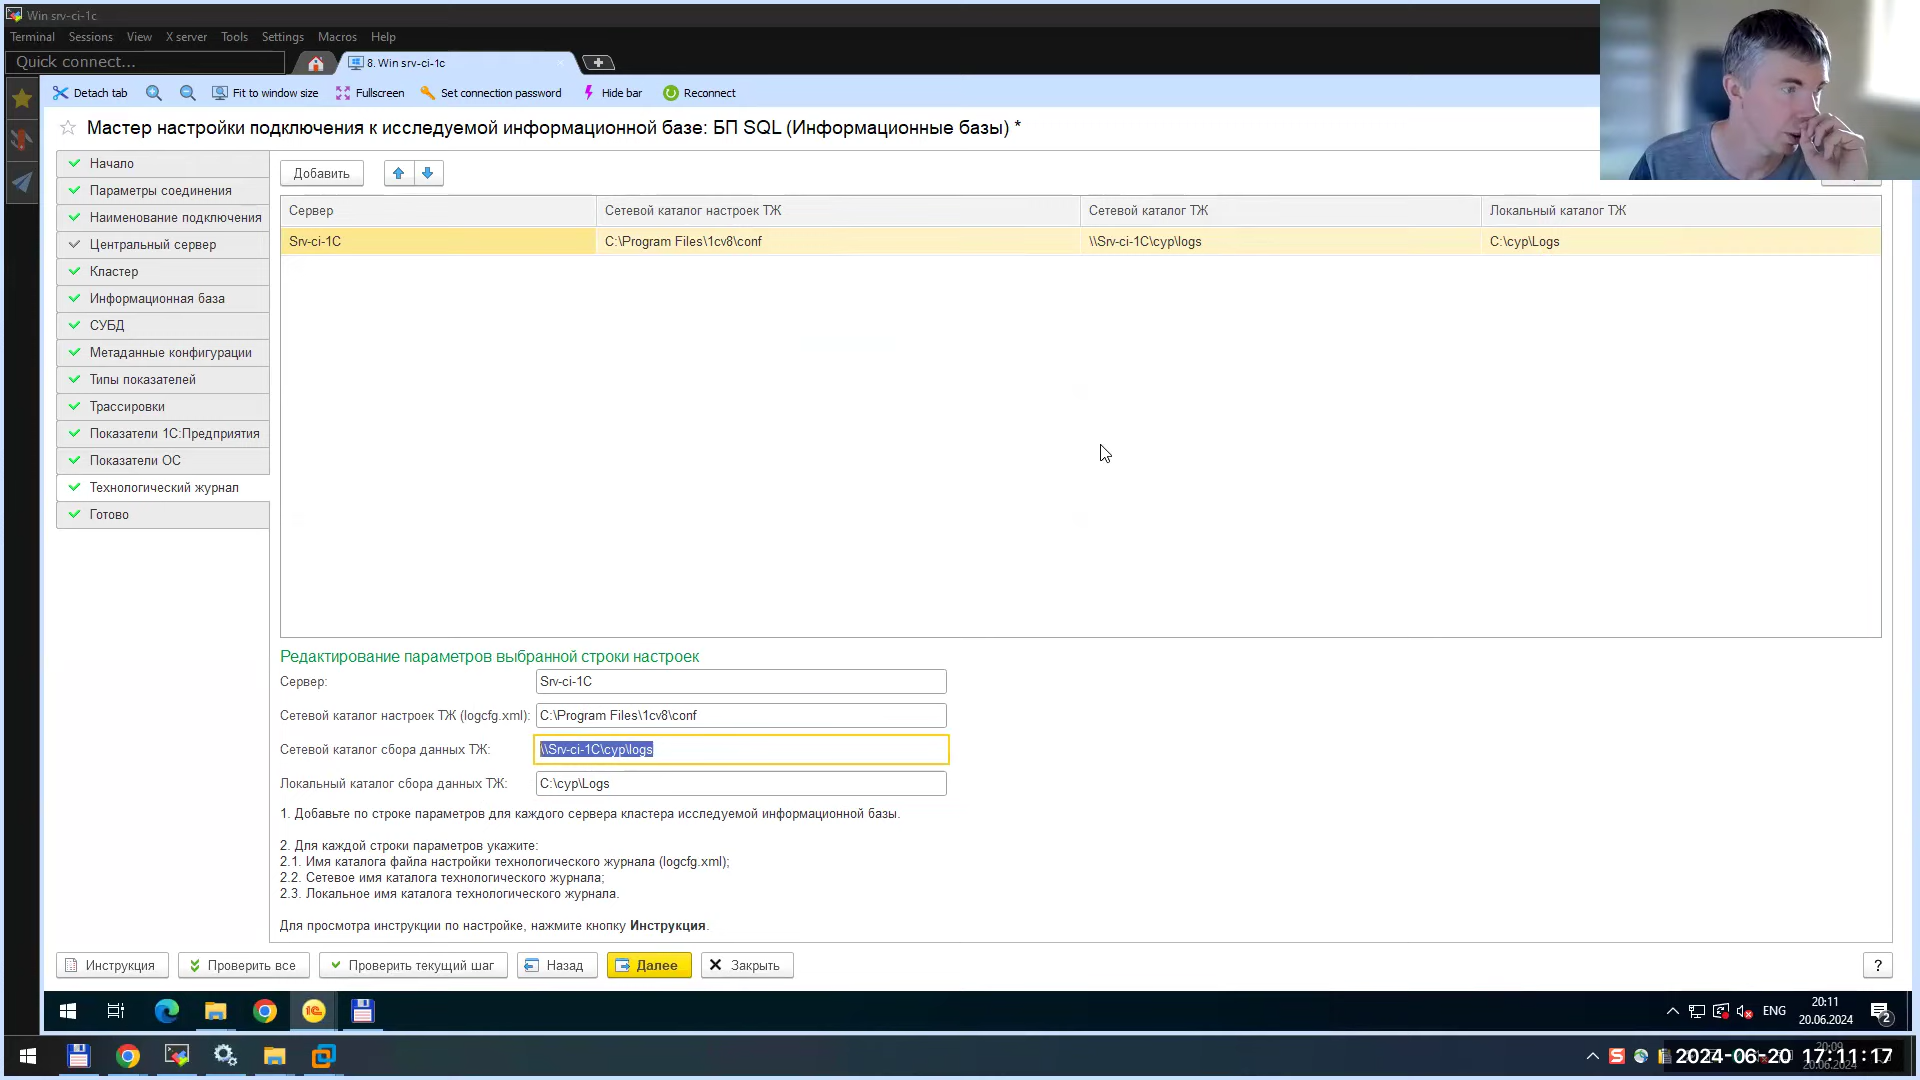 Win srv-ci-1c
Terminal Sessions View X server Tools Settings Macros Help
Quick connect...
8. Win srv-ci-1c
Detach tab Fit to window size Fullscreen Set connection password Hide bar Reconnect
Мастер настройки подключения к исследуемой информационной базе: БП SQL (Информационные базы) *
Начало
Параметры соединения
Наименование подключения
Центральный сервер
Кластер
Информационная база
СУБД
Метаданные конфигурации
Типы показателей
Трассировки
Показатели 1С:Предприятия
Показатели ОС
Технологический журнал
Готово
Добавить
Сервер Сетевой каталог настроек ТЖ Сетевой каталог ТЖ Локальный каталог ТЖ
Srv-ci-1C C:\Program Files\1cv8\conf \\Srv-ci-1C\cyp\logs C:\cyp\Logs
Редактирование параметров выбранной строки настроек
Сервер: Srv-ci-1C
Сетевой каталог настроек ТЖ (logcfg.xml): C:\Program Files\1cv8\conf
Сетевой каталог сбора данных ТЖ: \\Srv-ci-1C\cyp\logs
Локальный каталог сбора данных ТЖ: C:\cyp\Logs
1. Добавьте по строке параметров для каждого сервера кластера исследуемой информационной базы.
2. Для каждой строки параметров укажите:
2.1. Имя каталога файла настройки технологического журнала (logcfg.xml);
2.2. Сетевое имя каталога технологического журнала;
2.3. Локальное имя каталога технологического журнала.
Для просмотра инструкции по настройке, нажмите кнопку Инструкция.
Инструкция Проверить все Проверить текущий шаг Назад Далее Закрыть ?
ENG 20:11
20.06.2024 2
20:09
20.06.2024
2024-06-20 17:11:17